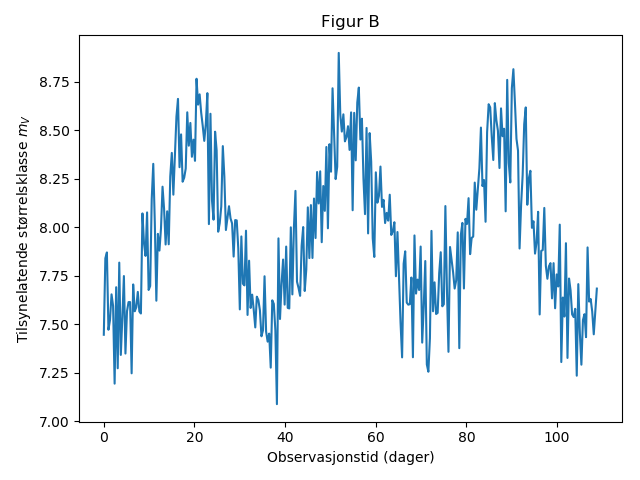 Figur B
Tilsynelatende størrelsklasse m_V
8.75
8.50
8.25
8.00
7.75
7.50
7.25
7.00
0 20 40 60 80 100
Observasjonstid (dager)